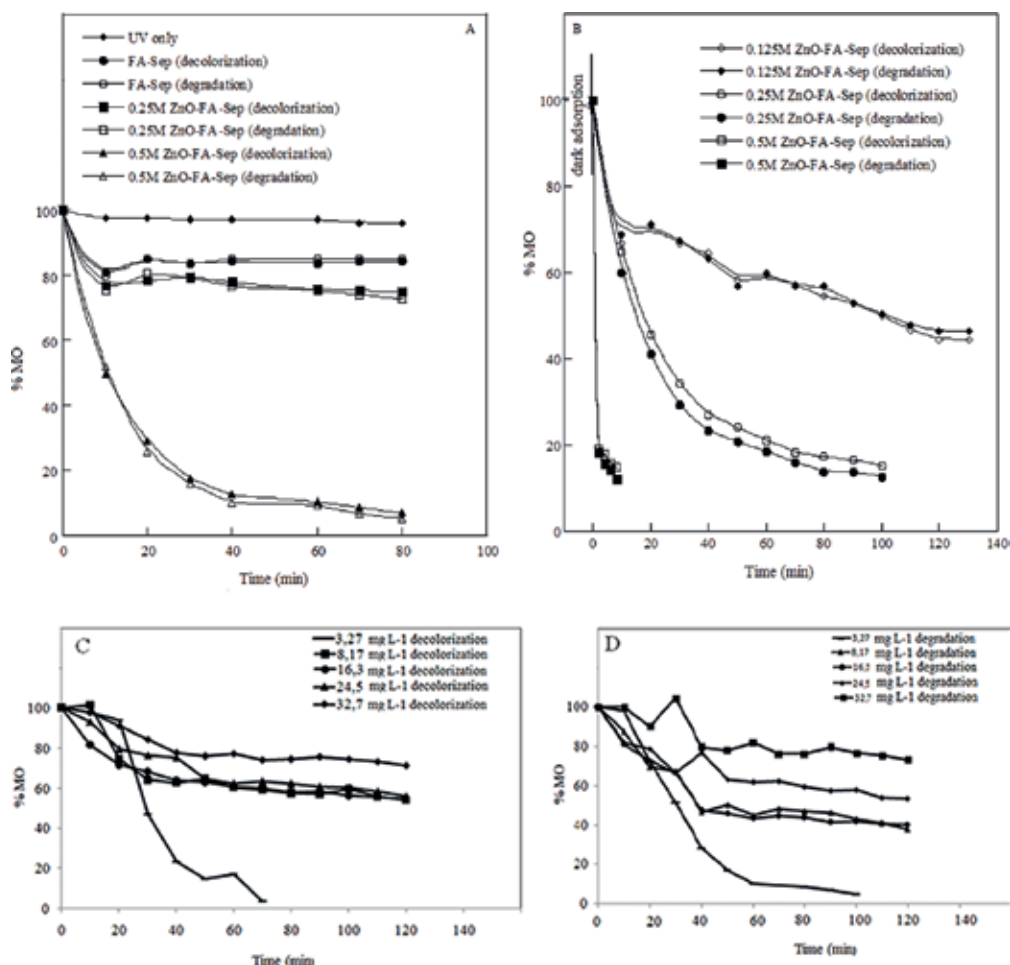 A
UV only
FA-Sep (decolorization)
FA-Sep (degradation)
0.25M ZnO-FA-Sep (decolorization)
0.25M ZnO-FA-Sep (degradation)
0.5M ZnO-FA-Sep (decolorization)
0.5M ZnO-FA-Sep (degradation)
% MO
100
80
60
40
20
0
0
20
40
60
80
100
Time (min)
B
0.125M ZnO-FA-Sep (decolorization)
0.125M ZnO-FA-Sep (degradation)
0.25M ZnO-FA-Sep (decolorization)
0.25M ZnO-FA-Sep (degradation)
0.5M ZnO-FA-Sep (decolorization)
0.5M ZnO-FA-Sep (degradation)
dark adsorption
% MO
100
80
60
40
20
0
0
20
40
60
80
100
120
140
Time (min)
C
3,27 mg L-1 decolorization
8,17 mg L-1 decolorization
16,3 mg L-1 decolorization
24,5 mg L-1 decolorization
32,7 mg L-1 decolorization
% MO
100
80
60
40
20
0
0
20
40
60
80
100
120
140
Time (min)
D
3,27 mg L-1 degradation
8,17 mg L-1 degradation
16,3 mg L-1 degradation
24,5 mg L-1 degradation
32,7 mg L-1 degradation
% MO
100
80
60
40
20
0
0
20
40
60
80
100
120
140
Time (min)